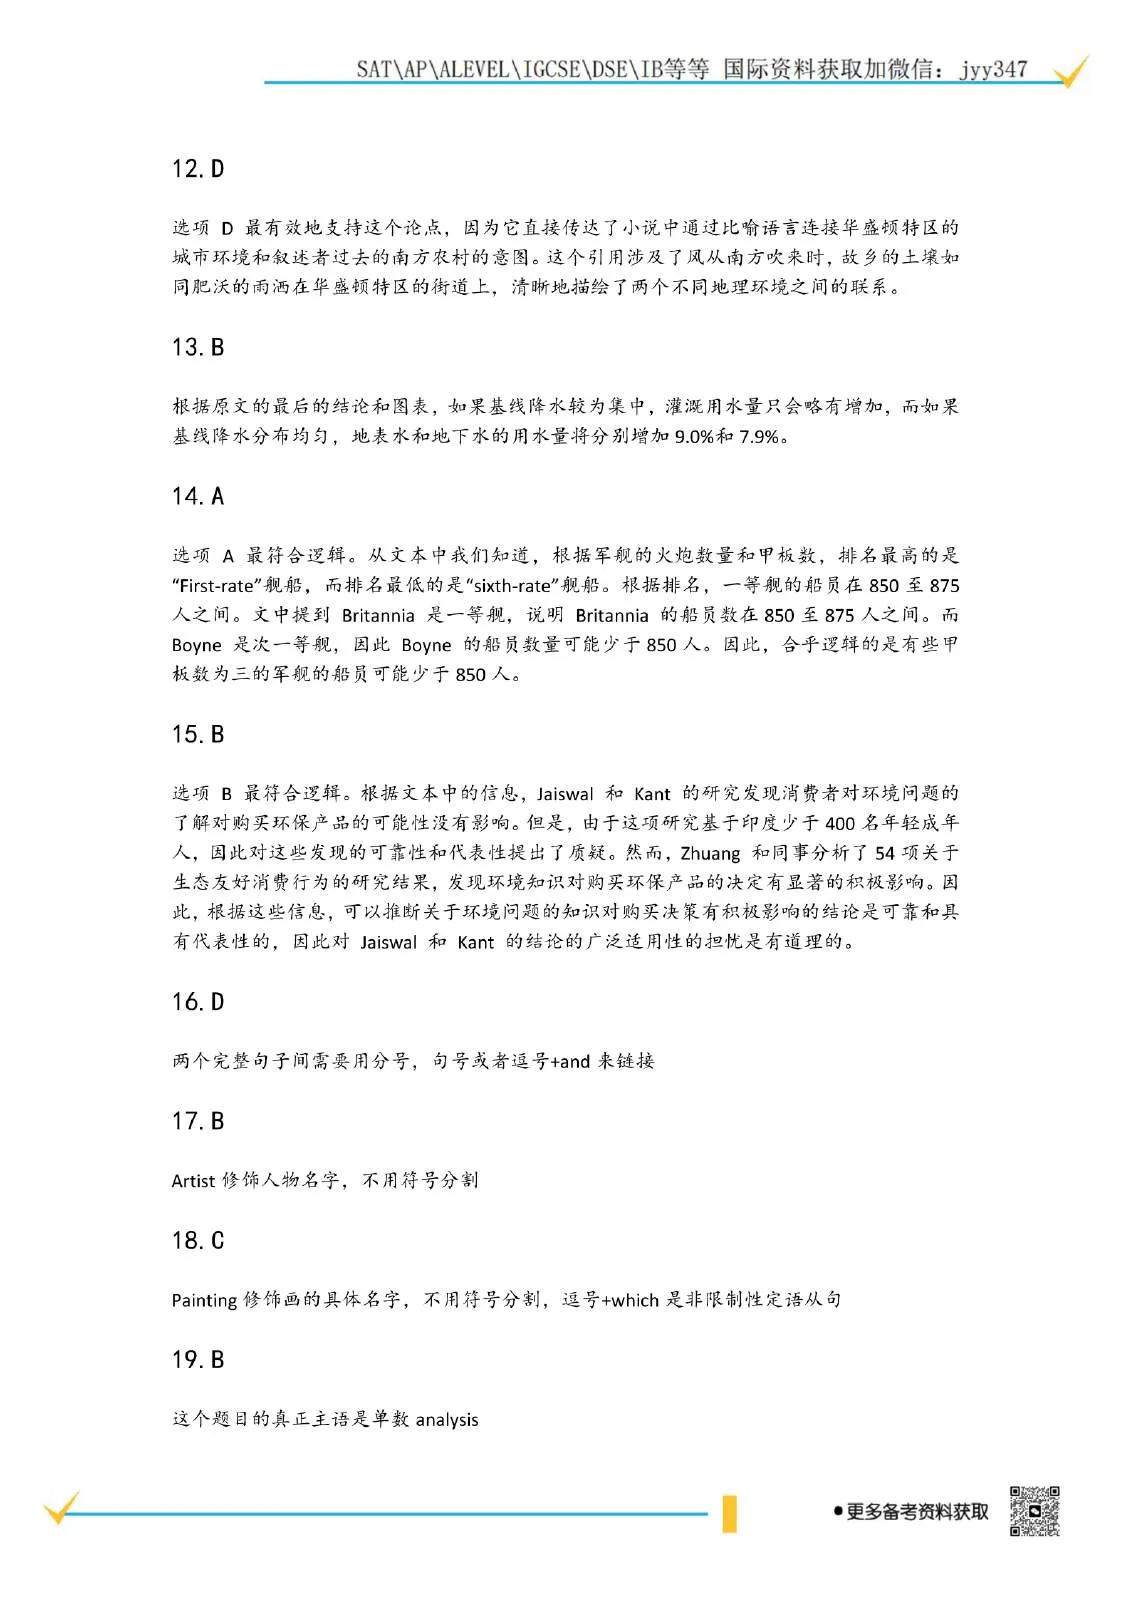 SAT\AP\ALEVEL\IGCSE\DSE\IB等等 国际资料获取加微信：jyy347
12. D
选项 D 最有效地支持这个论点，因为它直接传达了小说中通过比喻语言连接华盛顿特区的
城市环境和叙述者过去的南方农村的意图。这个引用涉及了风从南方吹来时，故乡的土壤如
同肥沃的雨洒在华盛顿特区的街道上，清晰地描绘了两个不同地理环境之间的联系。
13. B
根据原文的最后的结论和图表，如果基线降水较为集中，灌溉用水量只会略有增加，而如果
基线降水分布均匀，地表水和地下水的用水量将分别增加 9.0%和 7.9%。
14. A
选项 A 最符合逻辑。从文本中我们知道，根据军舰的火炮数量和甲板数，排名最高的是
“First-rate”舰船，而排名最低的是“sixth-rate”舰船。根据排名，一等舰的船员在 850 至 875
人之间。文中提到 Britannia 是一等舰，说明 Britannia 的船员数在 850 至 875 人之间。而
Boyne 是次一等舰，因此 Boyne 的船员数量可能少于 850 人。因此，合乎逻辑的是有些甲
板数为三的军舰的船员可能少于 850 人。
15. B
选项 B 最符合逻辑。根据文本中的信息，Jaiswal 和 Kant 的研究发现消费者对环境问题的
了解对购买环保产品的可能性没有影响。但是，由于这项研究基于印度少于 400 名年轻成年
人，因此对这些发现的可靠性和代表性提出了质疑。然而，Zhuang 和同事分析了 54 项关于
生态友好消费行为的研究结果，发现环境知识对购买环保产品的决定有显著的积极影响。因
此，根据这些信息，可以推断关于环境问题的知识对购买决策有积极影响的结论是可靠和具
有代表性的，因此对 Jaiswal 和 Kant 的结论的广泛适用性的担忧是有道理的。
16. D
两个完整句子间需要用分号，句号或者逗号+and 来链接
17. B
Artist 修饰人物名字，不用符号分割
18. C
Painting 修饰画的具体名字，不用符号分割，逗号+which 是非限制性定语从句
19. B
这个题目的真正主语是单数 analysis
•更多备考资料获取